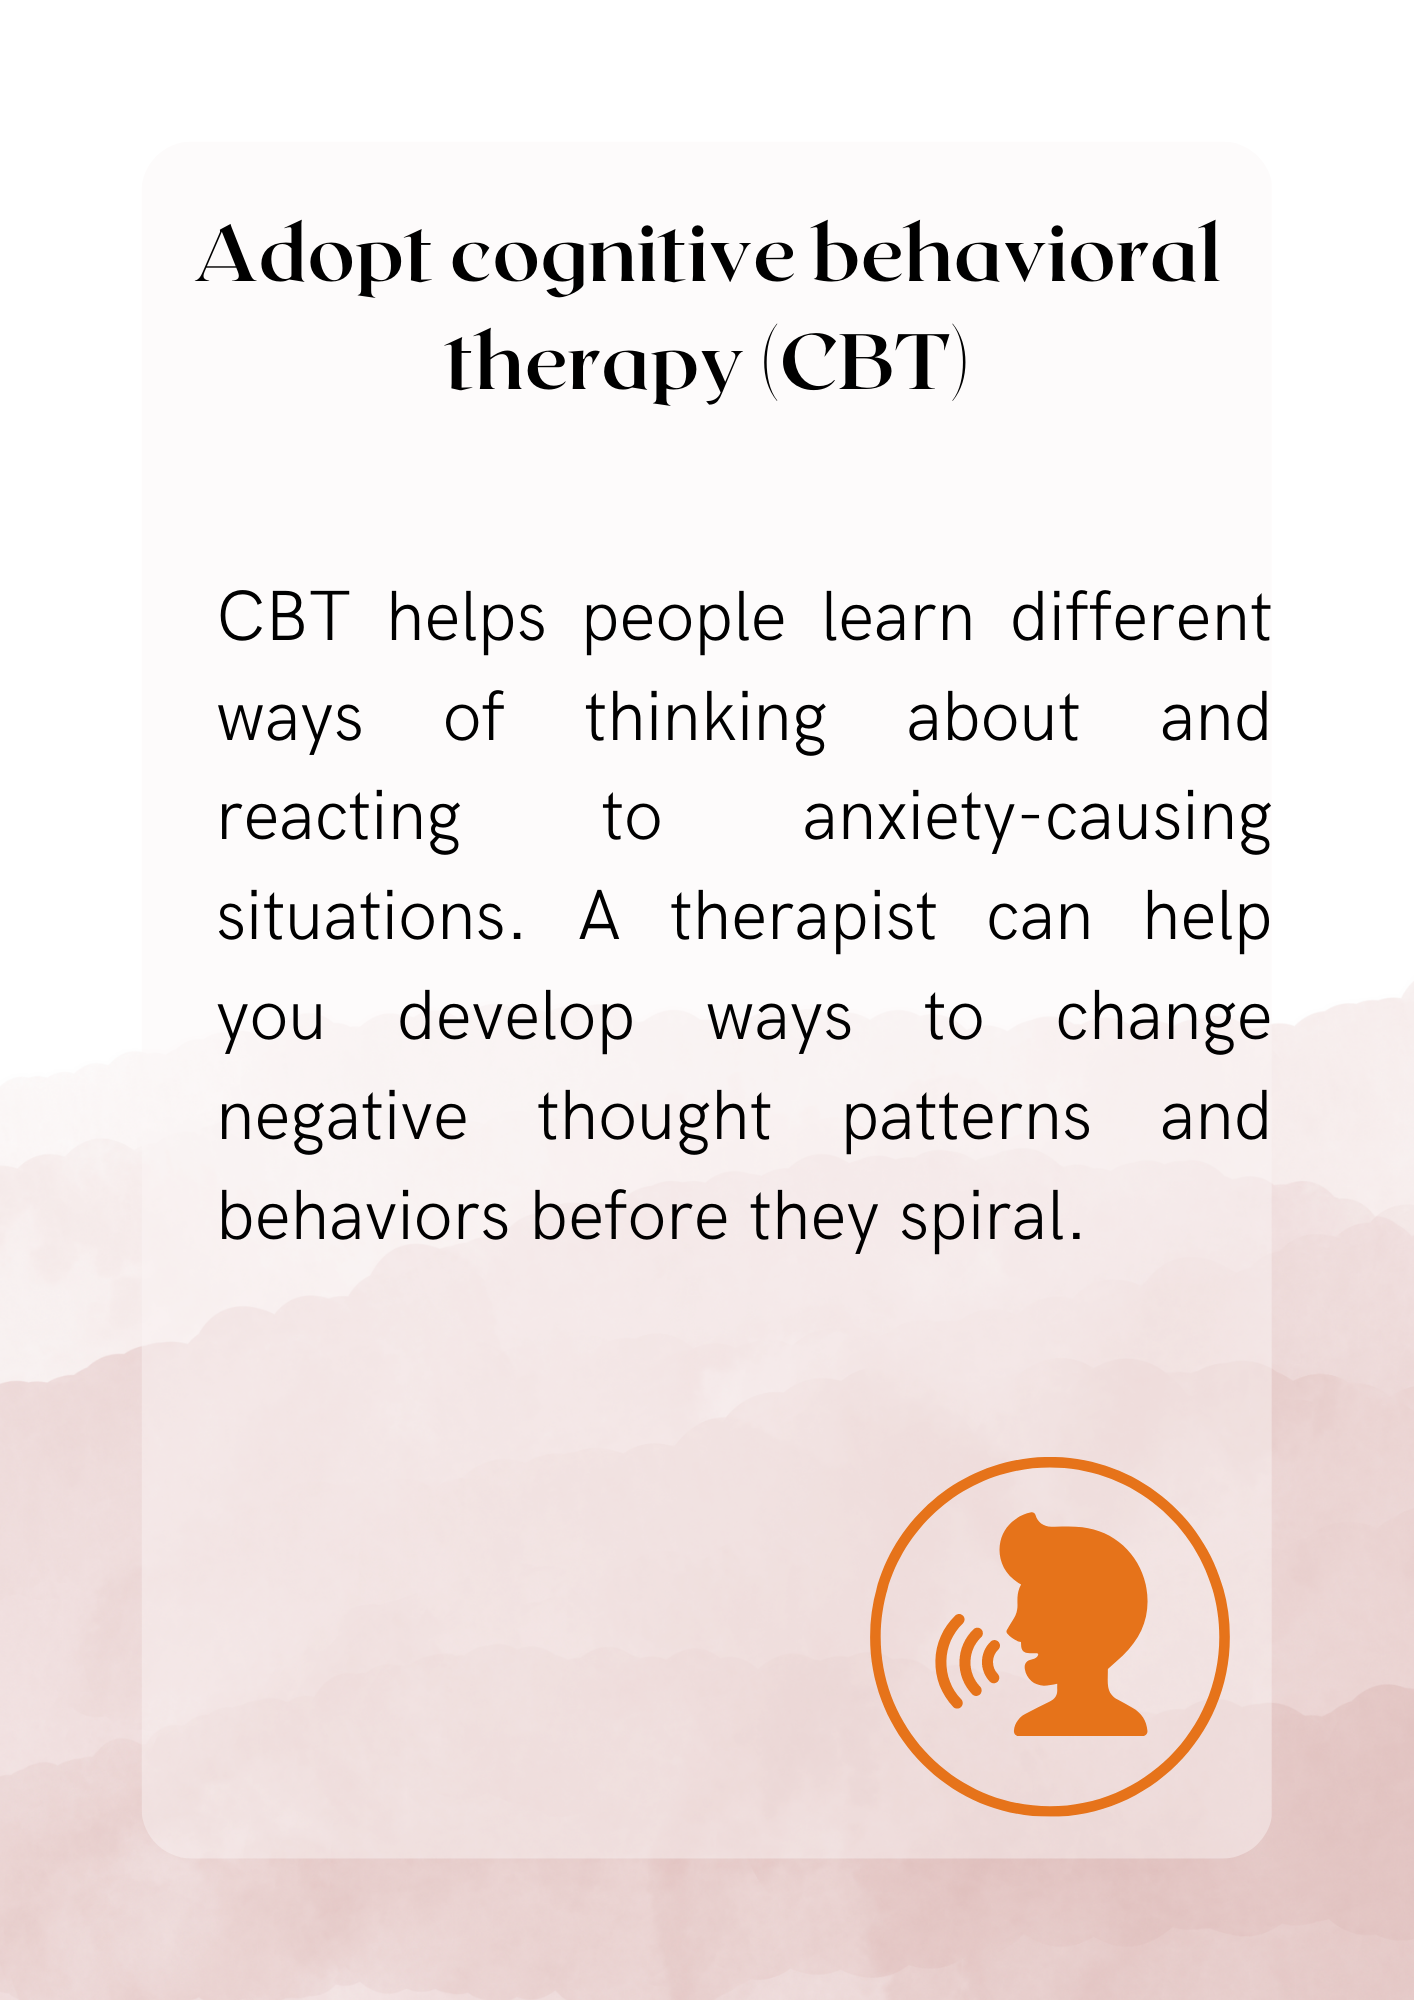 Adopt cognitive behavioral
therapy (CBT)
CBT helps people learn different
ways of thinking about and
reacting to anxiety-causing
situations. A therapist can help
you develop ways to change
negative thought patterns and
behaviors before they spiral.